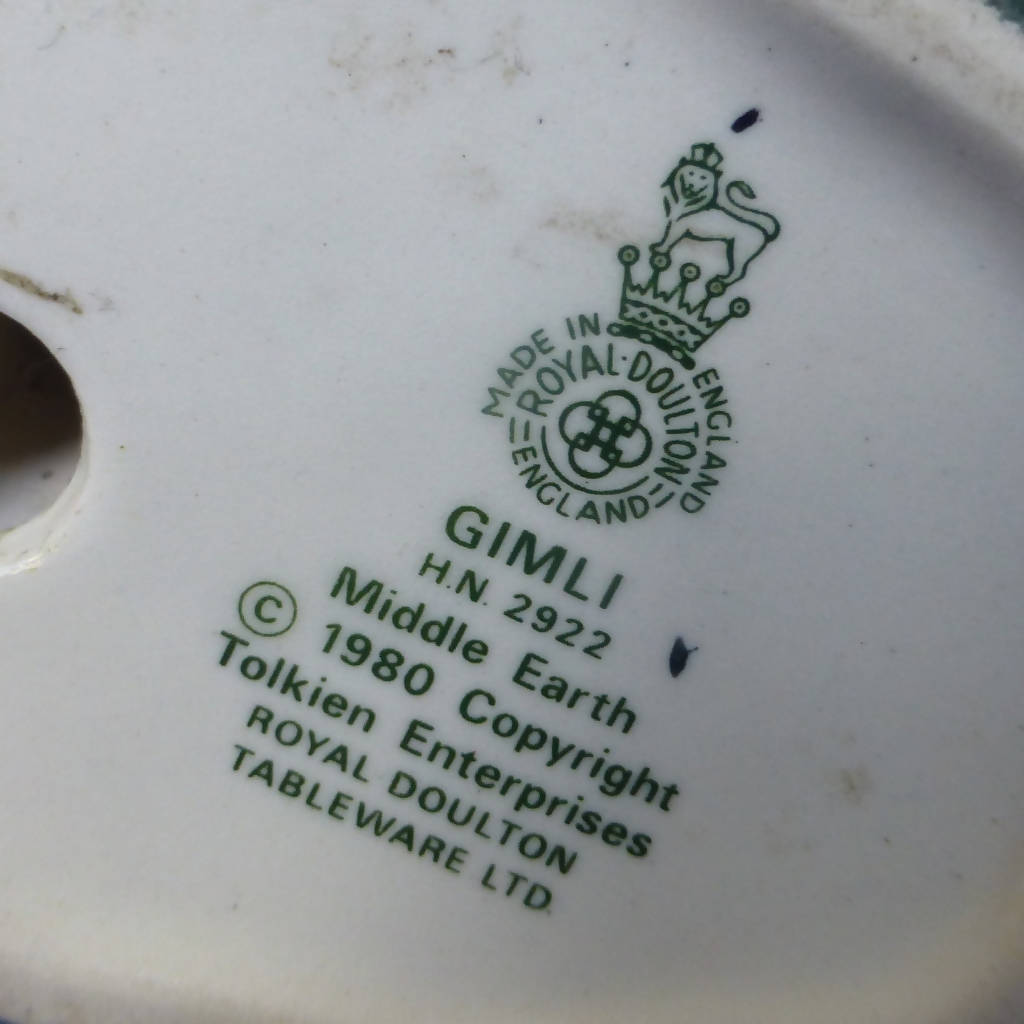 MADE IN ENGLAND
ROYAL·DOULTON
ENGLAND
GIMLI
H.N. 2922
Middle Earth
© 1980 Copyright
Tolkien Enterprises
ROYAL DOULTON
TABLEWARE LTD.